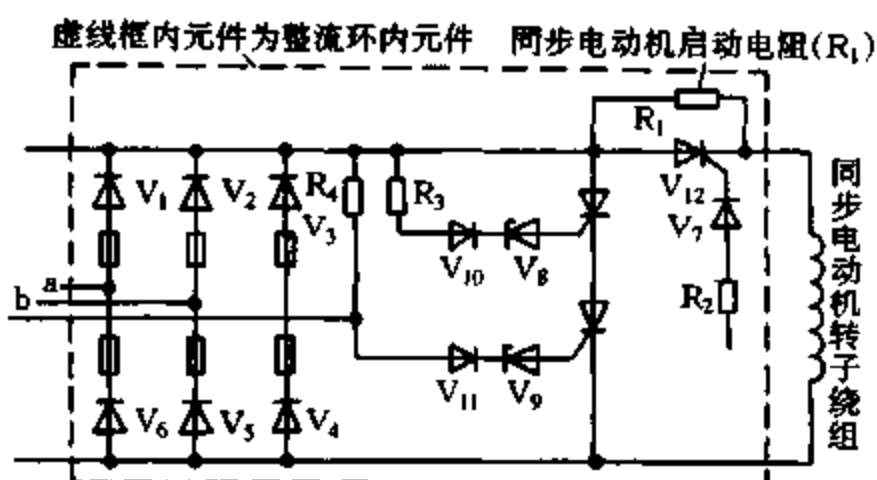 虚线框内元件为整流环内元件 同步电动机启动电阻(R₁)
R₁
V₁ V₂ R₄ R₃ V₁₂
V₃ V₇
V₁₀ V₈
a
b R₂
V₁₁ V₉
V₆ V₅ V₄
同步电动机转子绕组